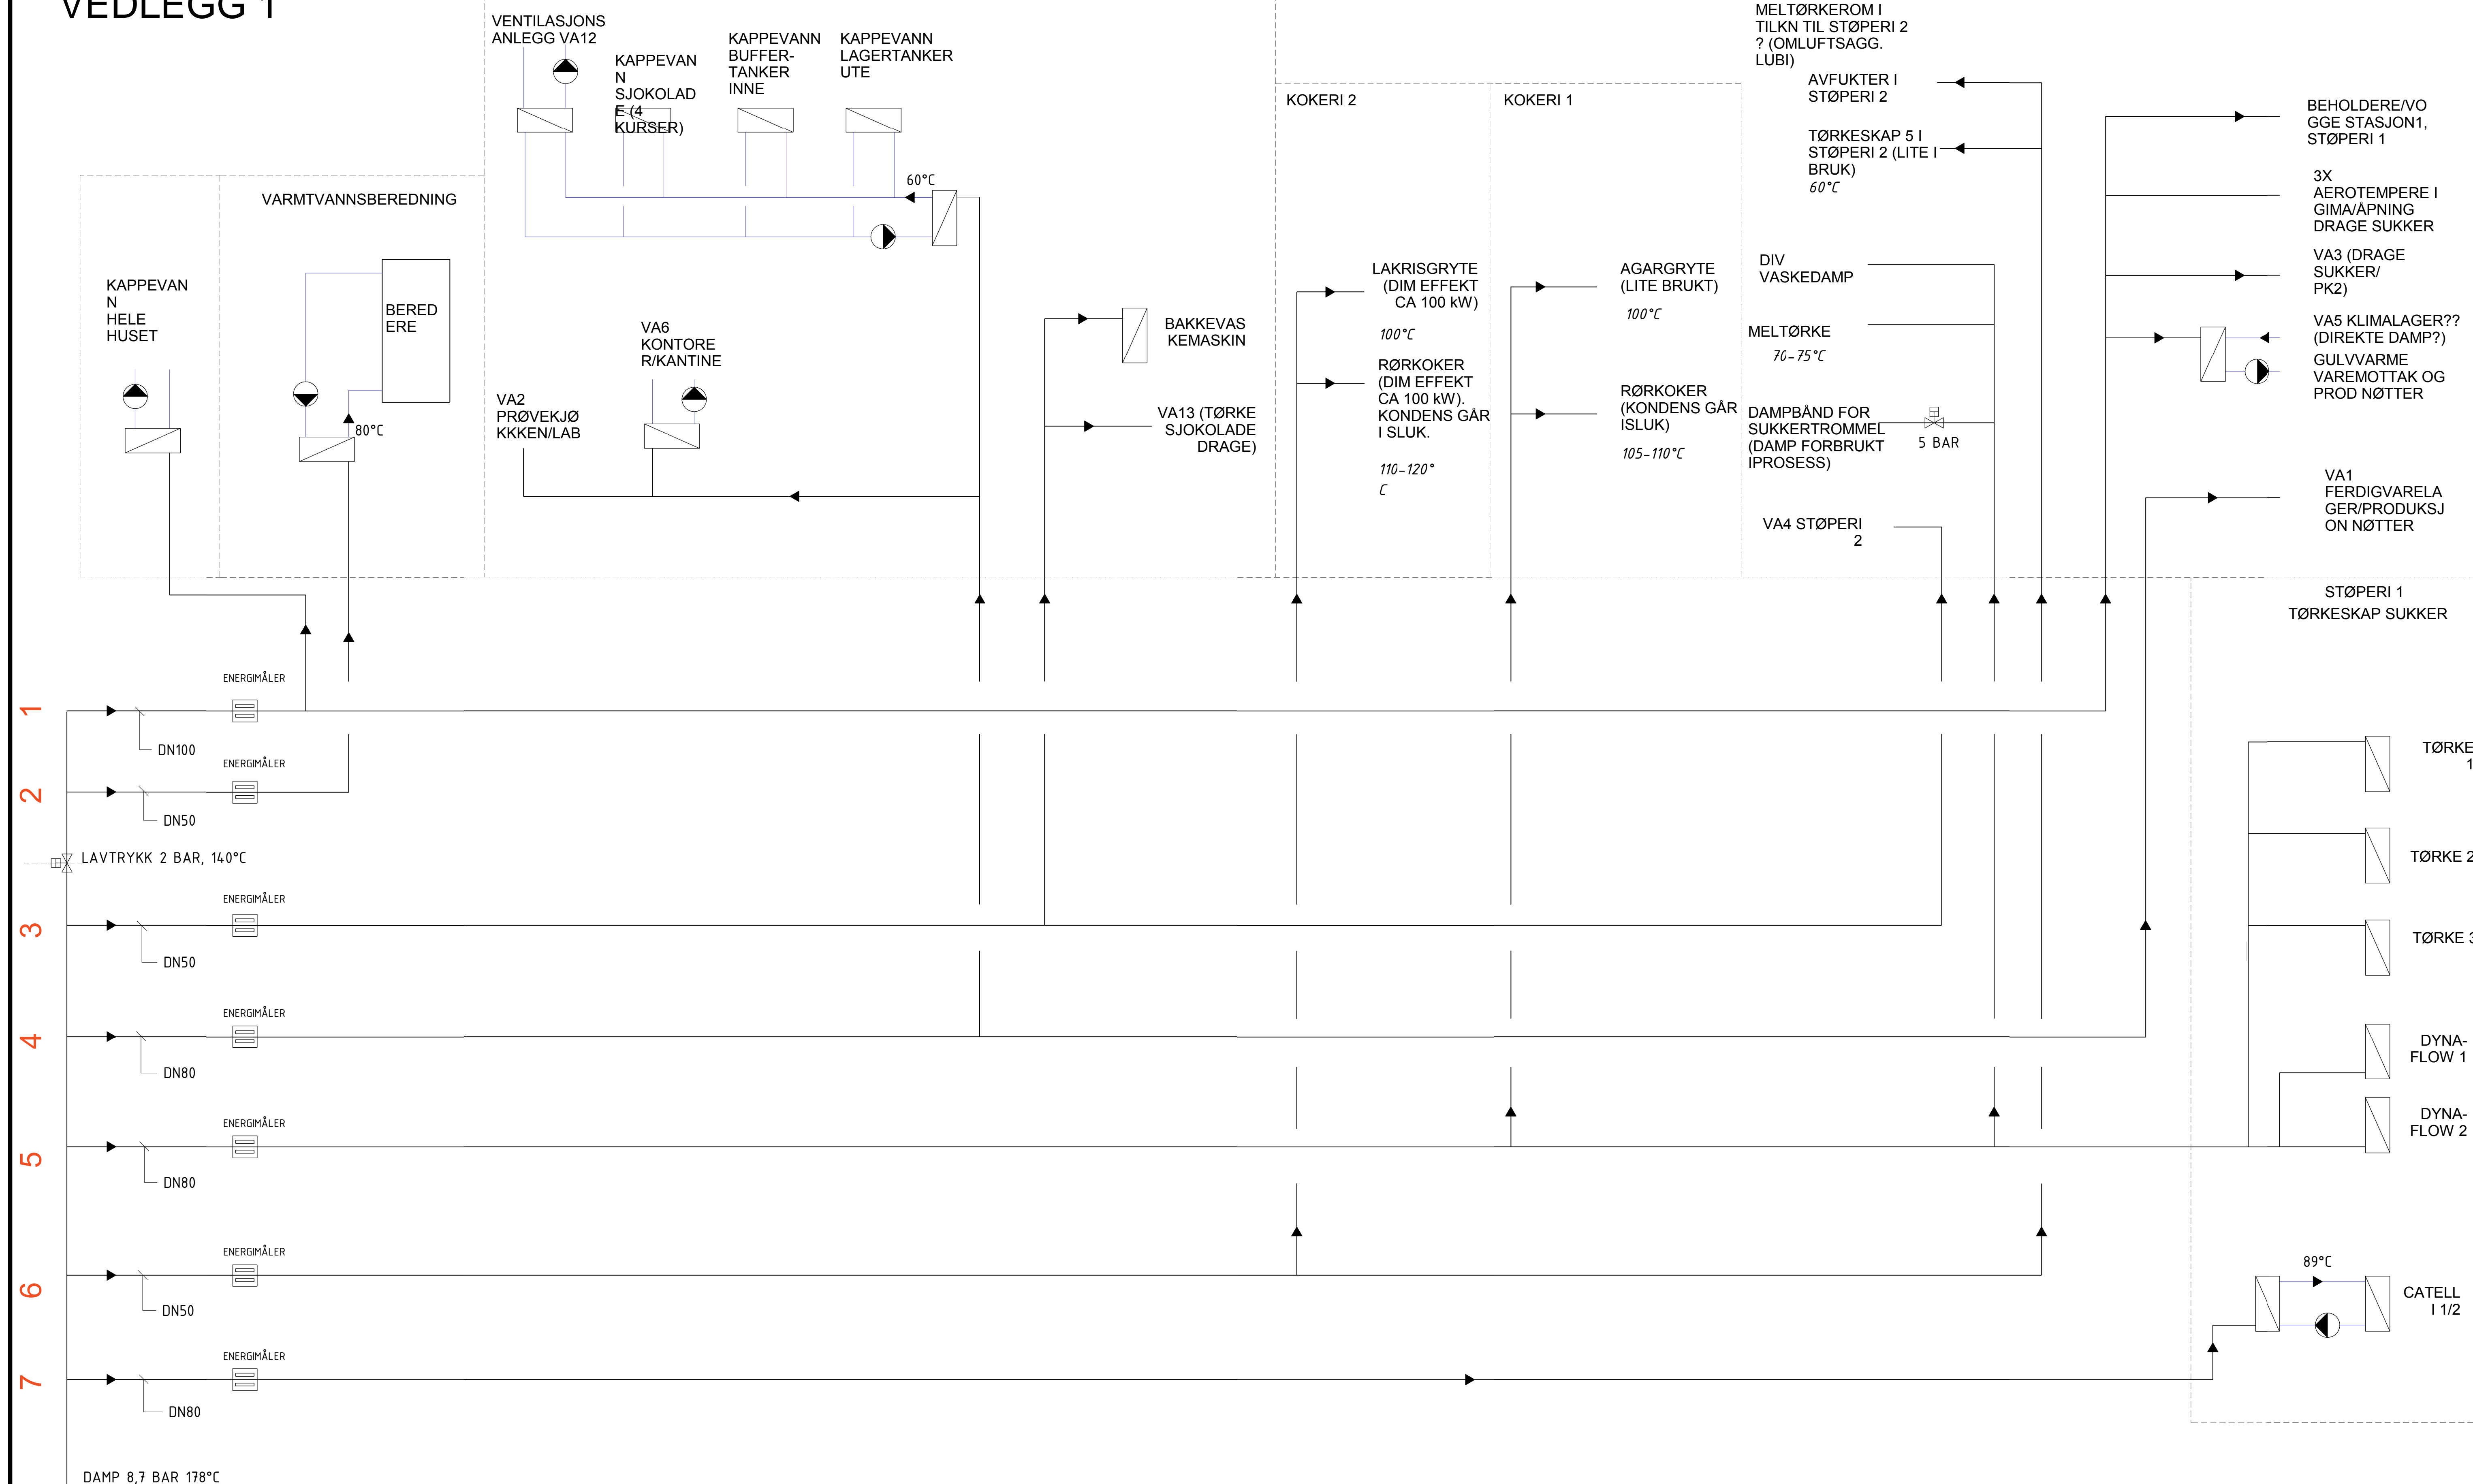 VEDLEGG 1
VENTILASJONS
ANLEGG VA12
KAPPEVAN
N
SJOKOLAD
E (4
KURSER)
KAPPEVANN
BUFFER-
TANKER
INNE
KAPPEVANN
LAGERTANKER
UTE
60°C
VARMTVANNSBEREDNING
KAPPEVAN
N
HELE
HUSET
BERED
ERE
80°C
VA2
PRØVEKJØ
KKKEN/LAB
VA6
KONTORE
R/KANTINE
BAKKEVAS
KEMASKIN
VA13 (TØRKE
SJOKOLADE
DRAGE)
KOKERI 2
LAKRISGRYTE
(DIM EFFEKT
CA 100 kW)
100°C
RØRKOKER
(DIM EFFEKT
CA 100 kW).
KONDENS GÅR
I SLUK.
110-120°
C
KOKERI 1
AGARGRYTE
(LITE BRUKT)
100°C
RØRKOKER
(KONDENS GÅR
ISLUK)
105-110°C
MELTØRKEROM I
TILKN TIL STØPERI 2
? (OMLUFTSAGG.
LUBI)
AVFUKTER I
STØPERI 2
TØRKESKAP 5 I
STØPERI 2 (LITE I
BRUK)
60°C
DIV
VASKEDAMP
MELTØRKE
70-75°C
DAMPBÅND FOR
SUKKERTROMMEL
(DAMP FORBRUKT
IPROSESS)
5 BAR
VA4 STØPERI
2
BEHOLDERE/VO
GGE STASJON1,
STØPERI 1
3X
AEROTEMPERE I
GIMA/ÅPNING
DRAGE SUKKER
VA3 (DRAGE
SUKKER/
PK2)
VA5 KLIMALAGER??
(DIREKTE DAMP?)
GULVVARME
VAREMOTTAK OG
PROD NØTTER
VA1
FERDIGVARELA
GER/PRODUKSJ
ON NØTTER
STØPERI 1
TØRKESKAP SUKKER
1
ENERGIMÅLER
DN100
2
ENERGIMÅLER
DN50
LAVTRYKK 2 BAR, 140°C
3
ENERGIMÅLER
DN50
4
ENERGIMÅLER
DN80
5
ENERGIMÅLER
DN80
6
ENERGIMÅLER
DN50
7
ENERGIMÅLER
DN80
DAMP 8,7 BAR 178°C
TØRKE
1
TØRKE 2
TØRKE 3
DYNA-
FLOW 1
DYNA-
FLOW 2
89°C
CATELL
I 1/2